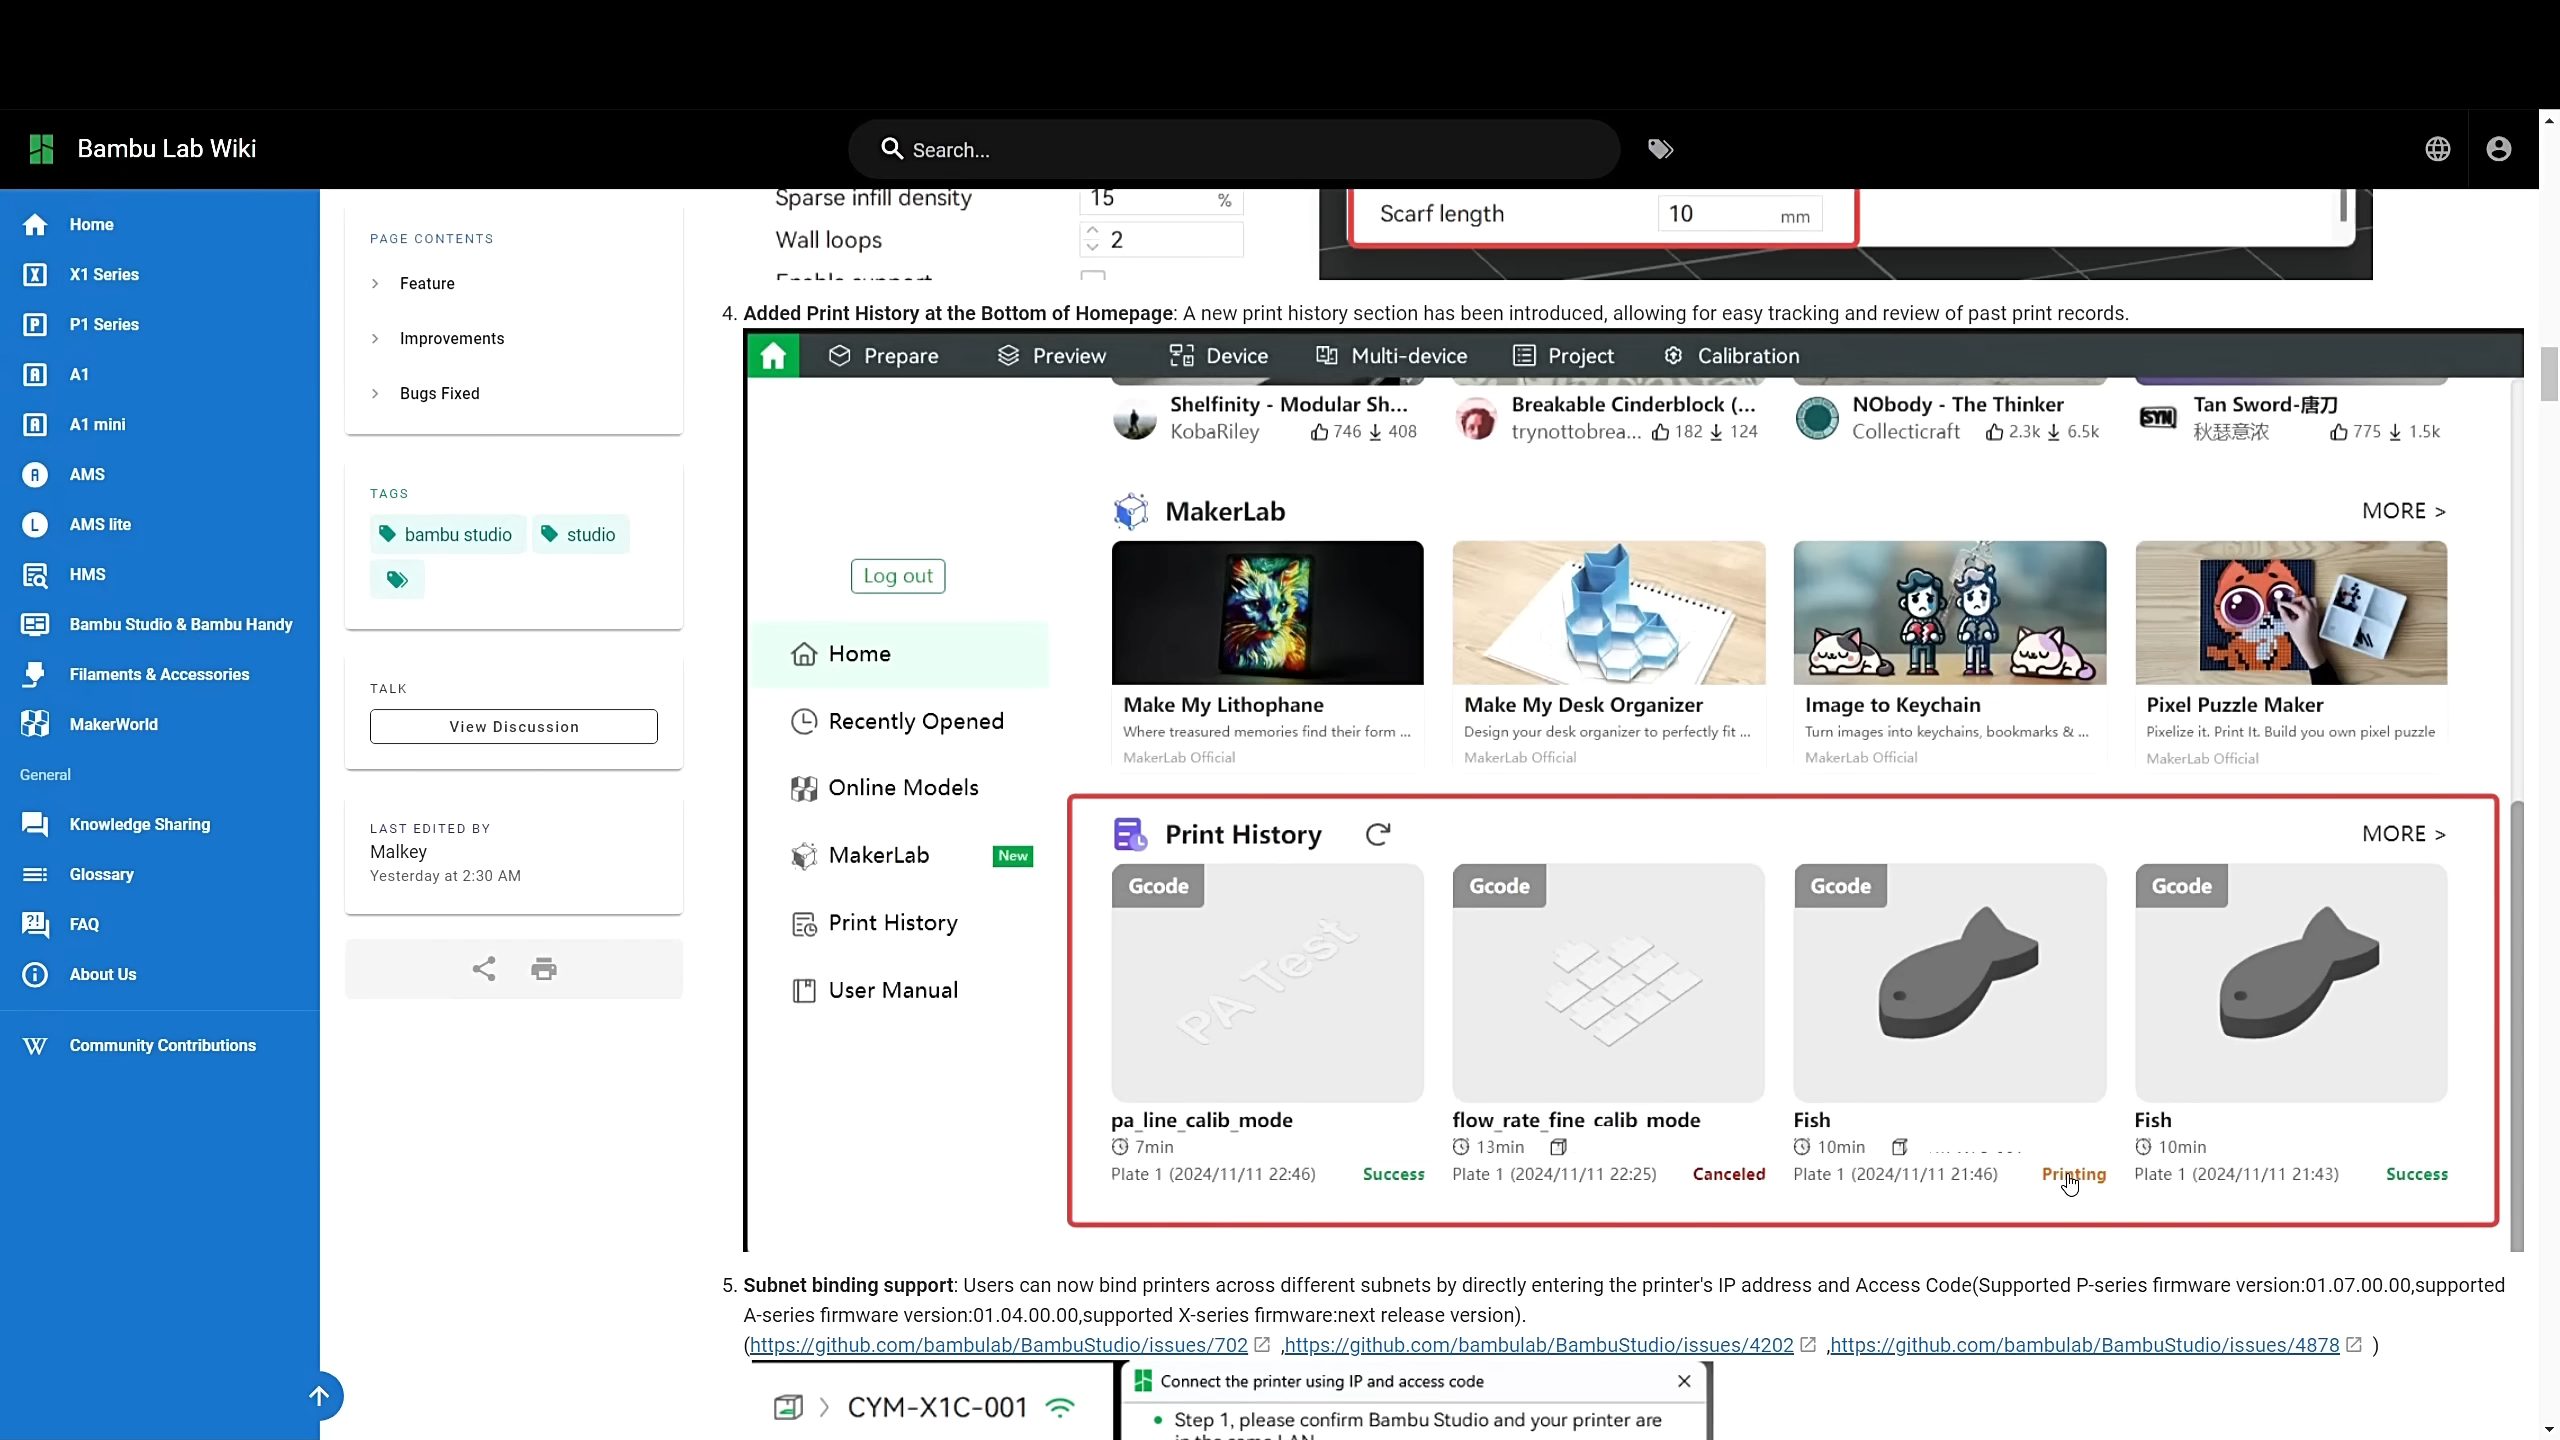 Bambu Lab Wiki
Search...
Home
X1 Series
P1 Series
A1
A1 mini
AMS
AMS lite
HMS
Bambu Studio & Bambu Handy
Filaments & Accessories
MakerWorld
General
Knowledge Sharing
Glossary
FAQ
About Us
Community Contributions
PAGE CONTENTS
Feature
Improvements
Bugs Fixed
TAGS
bambu studio
studio
TALK
View Discussion
LAST EDITED BY
Malkey
Yesterday at 2:30 AM
Sparse infill density 15 %
Wall loops 2
Enable support
Scarf length 10 mm
4. Added Print History at the Bottom of Homepage: A new print history section has been introduced, allowing for easy tracking and review of past print records.
Prepare Preview Device Multi-device Project Calibration
Log out
Home
Recently Opened
Online Models
MakerLab New
Print History
User Manual
Shelfinity - Modular Sh...
KobaRiley 746 408
Breakable Cinderblock (...
trynottobrea... 182 124
NObody - The Thinker
Collecticraft 2.3k 6.5k
SYN
Tan Sword-唐刀
秋瑟意浓 775 1.5k
MakerLab MORE >
Make My Lithophane
Where treasured memories find their form ...
MakerLab Official
Make My Desk Organizer
Design your desk organizer to perfectly fit ...
MakerLab Official
Image to Keychain
Turn images into keychains, bookmarks & ...
MakerLab Official
Pixel Puzzle Maker
Pixelize it. Print It. Build you own pixel puzzle
MakerLab Official
Print History MORE >
Gcode
PA Test
pa_line_calib_mode
7min
Plate 1 (2024/11/11 22:46) Success
Gcode
flow_rate_fine_calib_mode
13min
Plate 1 (2024/11/11 22:25) Canceled
Gcode
Fish
10min
Plate 1 (2024/11/11 21:46) Printing
Gcode
Fish
10min
Plate 1 (2024/11/11 21:43) Success
5. Subnet binding support: Users can now bind printers across different subnets by directly entering the printer's IP address and Access Code(Supported P-series firmware version:01.07.00.00,supported
A-series firmware version:01.04.00.00,supported X-series firmware:next release version).
(https://github.com/bambulab/BambuStudio/issues/702 ,https://github.com/bambulab/BambuStudio/issues/4202 ,https://github.com/bambulab/BambuStudio/issues/4878 )
CYM-X1C-001
Connect the printer using IP and access code
Step 1, please confirm Bambu Studio and your printer are
in the same LAN